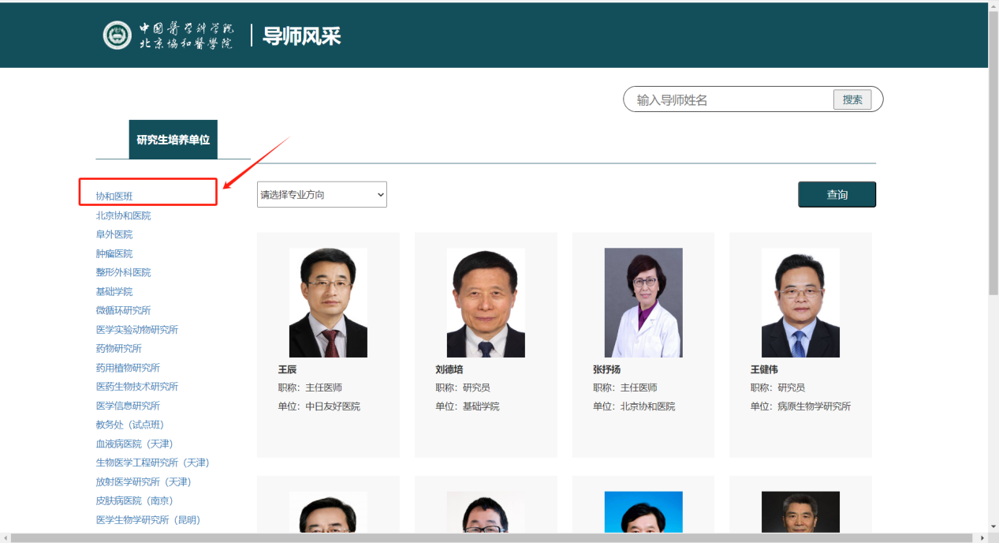 中国医学科学院
北京协和医学院
导师风采
输入导师姓名
搜索
研究生培养单位
协和医班
北京协和医院
阜外医院
肿瘤医院
整形外科医院
基础学院
微循环研究所
医学实验动物研究所
药物研究所
药用植物研究所
医药生物技术研究所
医学信息研究所
教务处（试点班）
血液病医院（天津）
生物医学工程研究所（天津）
放射医学研究所（天津）
皮肤病医院（南京）
医学生物学研究所（昆明）
请选择专业方向
查询
王辰
职称：主任医师
单位：中日友好医院
刘德培
职称：研究员
单位：基础学院
张抒扬
职称：主任医师
单位：北京协和医院
王健伟
职称：研究员
单位：病原生物学研究所